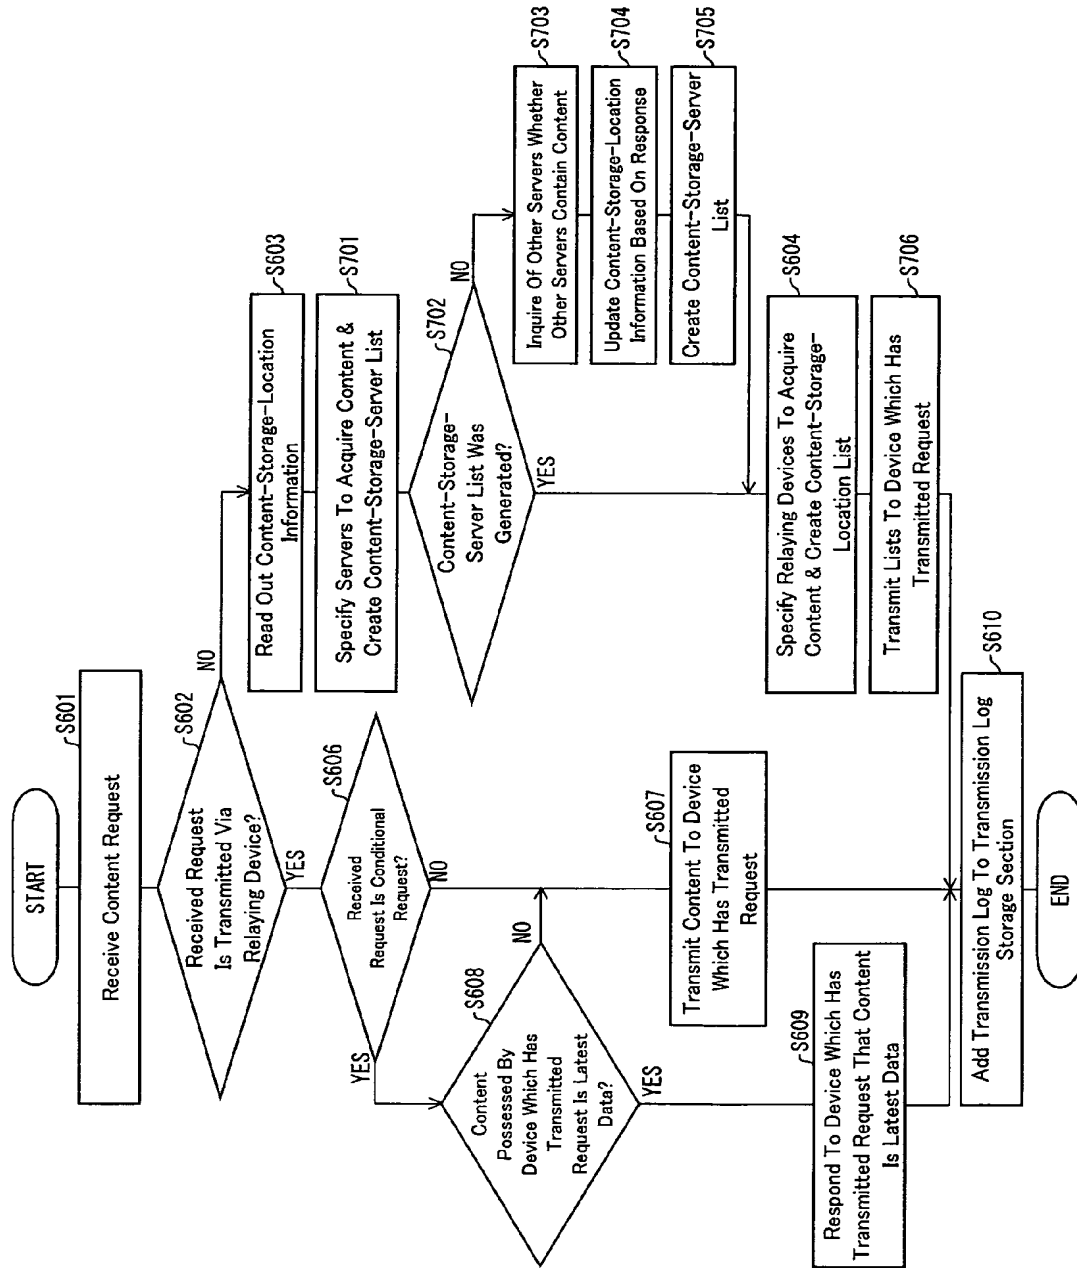 START
S601
Receive Content Request
S602
Received Request
Is Transmitted Via
Relaying Device?
NO
YES
S603
Read Out Content-Storage-Location
Information
S701
Specify Servers To Acquire Content &
Create Content-Storage-Server List
S702
Content-Storage-
Server List Was
Generated?
NO
YES
S703
Inquire Of Other Servers Whether
Other Servers Contain Content
S704
Update Content-Storage-Location
Information Based On Response
S705
Create Content-Storage-Server
List
S604
Specify Relaying Devices To Acquire
Content & Create Content-Storage-
Location List
S706
Transmit Lists To Device Which Has
Transmitted Request
S606
Received
Request Is Conditional
Request?
YES
NO
S608
Content
Possessed By
Device Which Has
Transmitted
Request Is Latest
Data?
NO
YES
S607
Transmit Content To Device
Which Has Transmitted
Request
S609
Respond To Device Which Has
Transmitted Request That Content
Is Latest Data
S610
Add Transmission Log To Transmission Log
Storage Section
END